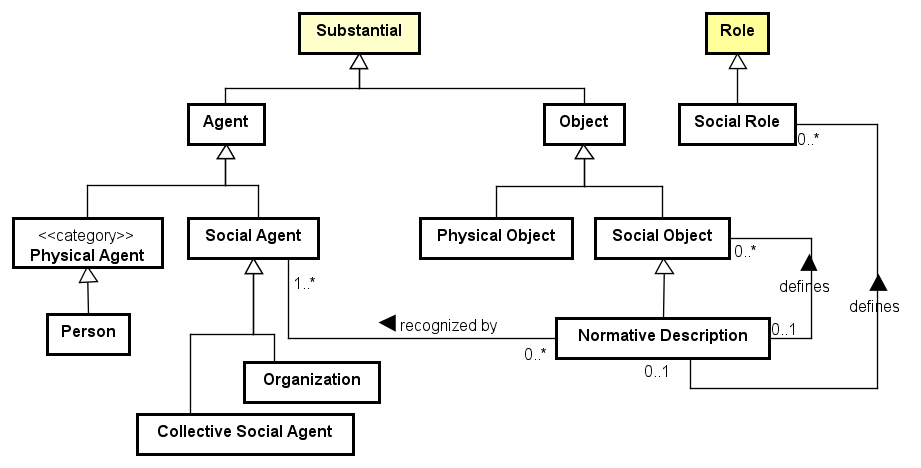 Substantial
Role
Agent
Object
Social Role
0..*
<<category>>
Physical Agent
Social Agent
Physical Object
Social Object
0..*
1..*
defines
defines
Person
recognized by
Normative Description
0..1
0..*
0..1
Organization
Collective Social Agent